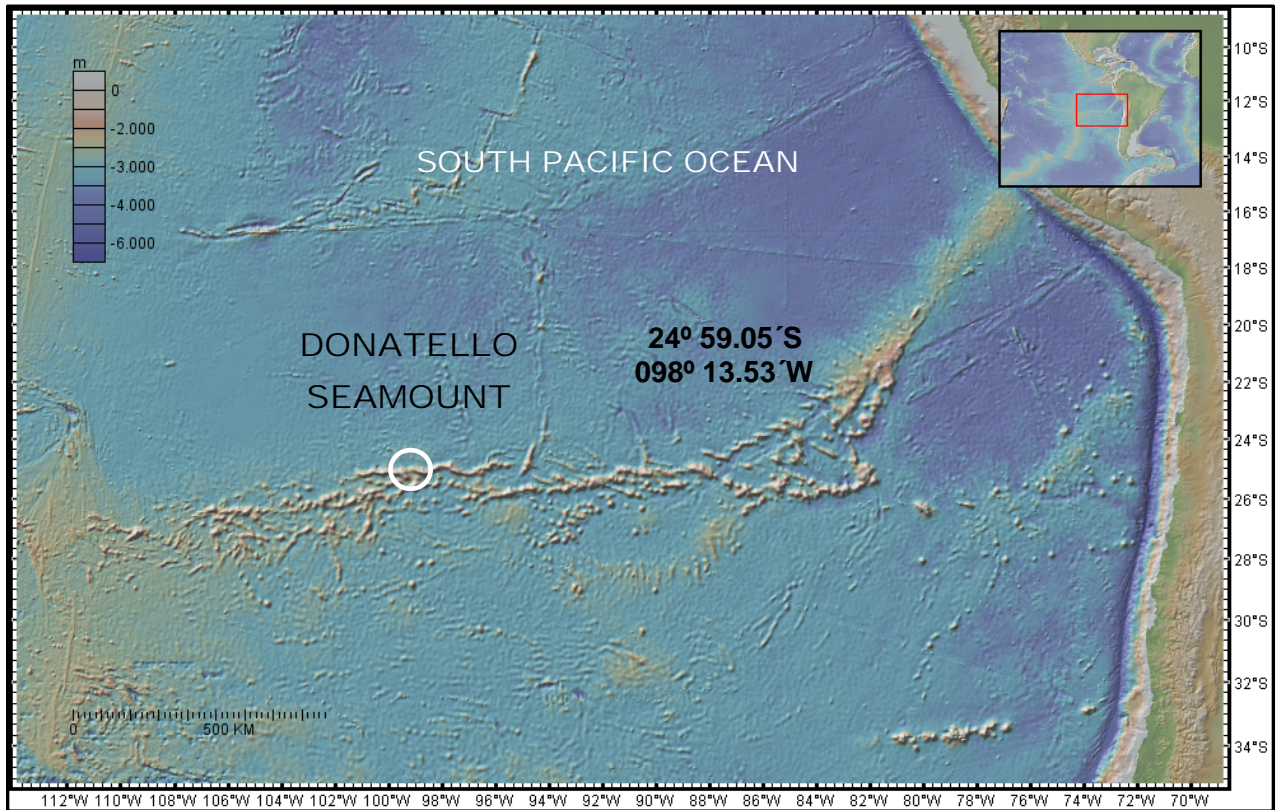 m
0
-2.000
-3.000
-4.000
-6.000
SOUTH PACIFIC OCEAN
DONATELLO
SEAMOUNT
24º 59.05´S
098º 13.53´W
0
500 KM
10°S
12°S
14°S
16°S
18°S
20°S
22°S
24°S
26°S
28°S
30°S
32°S
34°S
112°W 110°W 108°W 106°W 104°W 102°W 100°W 98°W 96°W 94°W 92°W 90°W 88°W 86°W 84°W 82°W 80°W 78°W 76°W 74°W 72°W 70°W